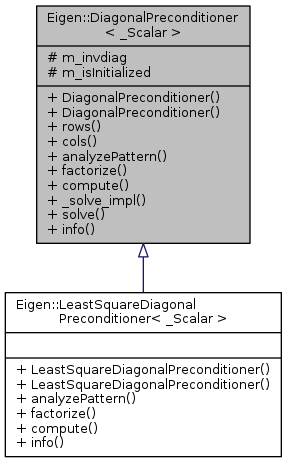 Eigen::DiagonalPreconditioner
< _Scalar >
# m_invdiag
# m_isInitialized
+ DiagonalPreconditioner()
+ DiagonalPreconditioner()
+ rows()
+ cols()
+ analyzePattern()
+ factorize()
+ compute()
+ _solve_impl()
+ solve()
+ info()
Eigen::LeastSquareDiagonal
Preconditioner< _Scalar >
+ LeastSquareDiagonalPreconditioner()
+ LeastSquareDiagonalPreconditioner()
+ analyzePattern()
+ factorize()
+ compute()
+ info()